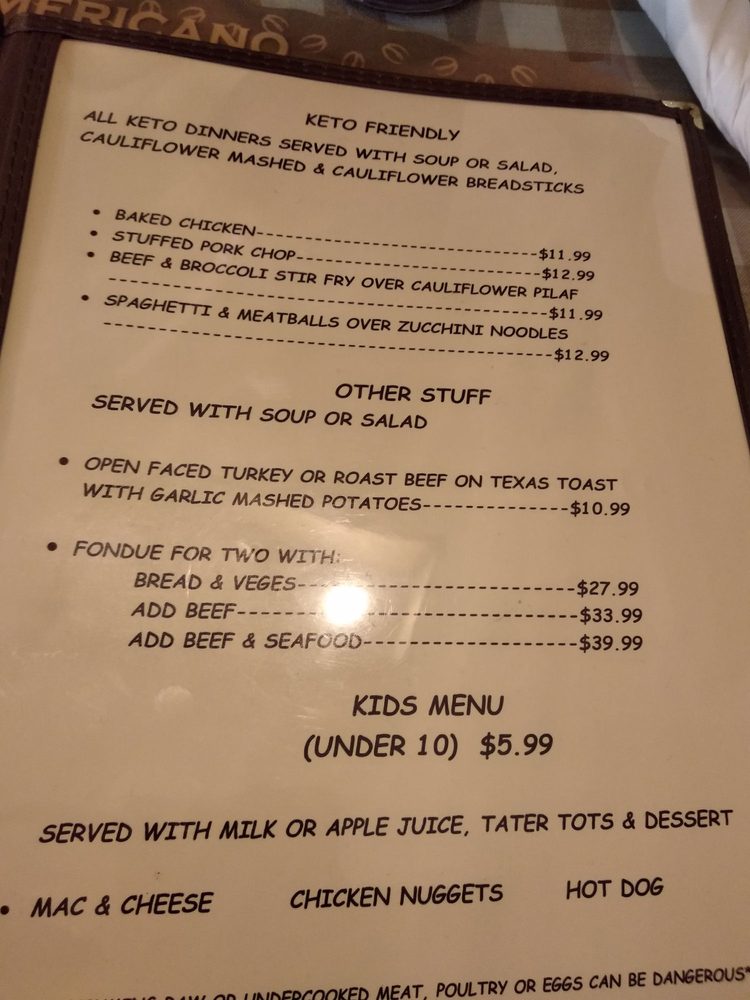 MERICANO
KETO FRIENDLY
ALL KETO DINNERS SERVED WITH SOUP OR SALAD,
CAULIFLOWER MASHED & CAULIFLOWER BREADSTICKS
• BAKED CHICKEN-----------------------------$11.99
• STUFFED PORK CHOP-------------------------$12.99
• BEEF & BROCCOLI STIR FRY OVER CAULIFLOWER PILAF
----------------------------------------$11.99
• SPAGHETTI & MEATBALLS OVER ZUCCHINI NOODLES
-----------------------------------------$12.99
OTHER STUFF
SERVED WITH SOUP OR SALAD
• OPEN FACED TURKEY OR ROAST BEEF ON TEXAS TOAST
WITH GARLIC MASHED POTATOES--------------$10.99
• FONDUE FOR TWO WITH:
BREAD & VEGES-------------------------$27.99
ADD BEEF------------------------------$33.99
ADD BEEF & SEAFOOD-------------------$39.99
KIDS MENU
(UNDER 10) $5.99
SERVED WITH MILK OR APPLE JUICE, TATER TOTS & DESSERT
• MAC & CHEESE CHICKEN NUGGETS HOT DOG
RAW OR UNDERCOOKED MEAT, POULTRY OR EGGS CAN BE DANGEROUS*